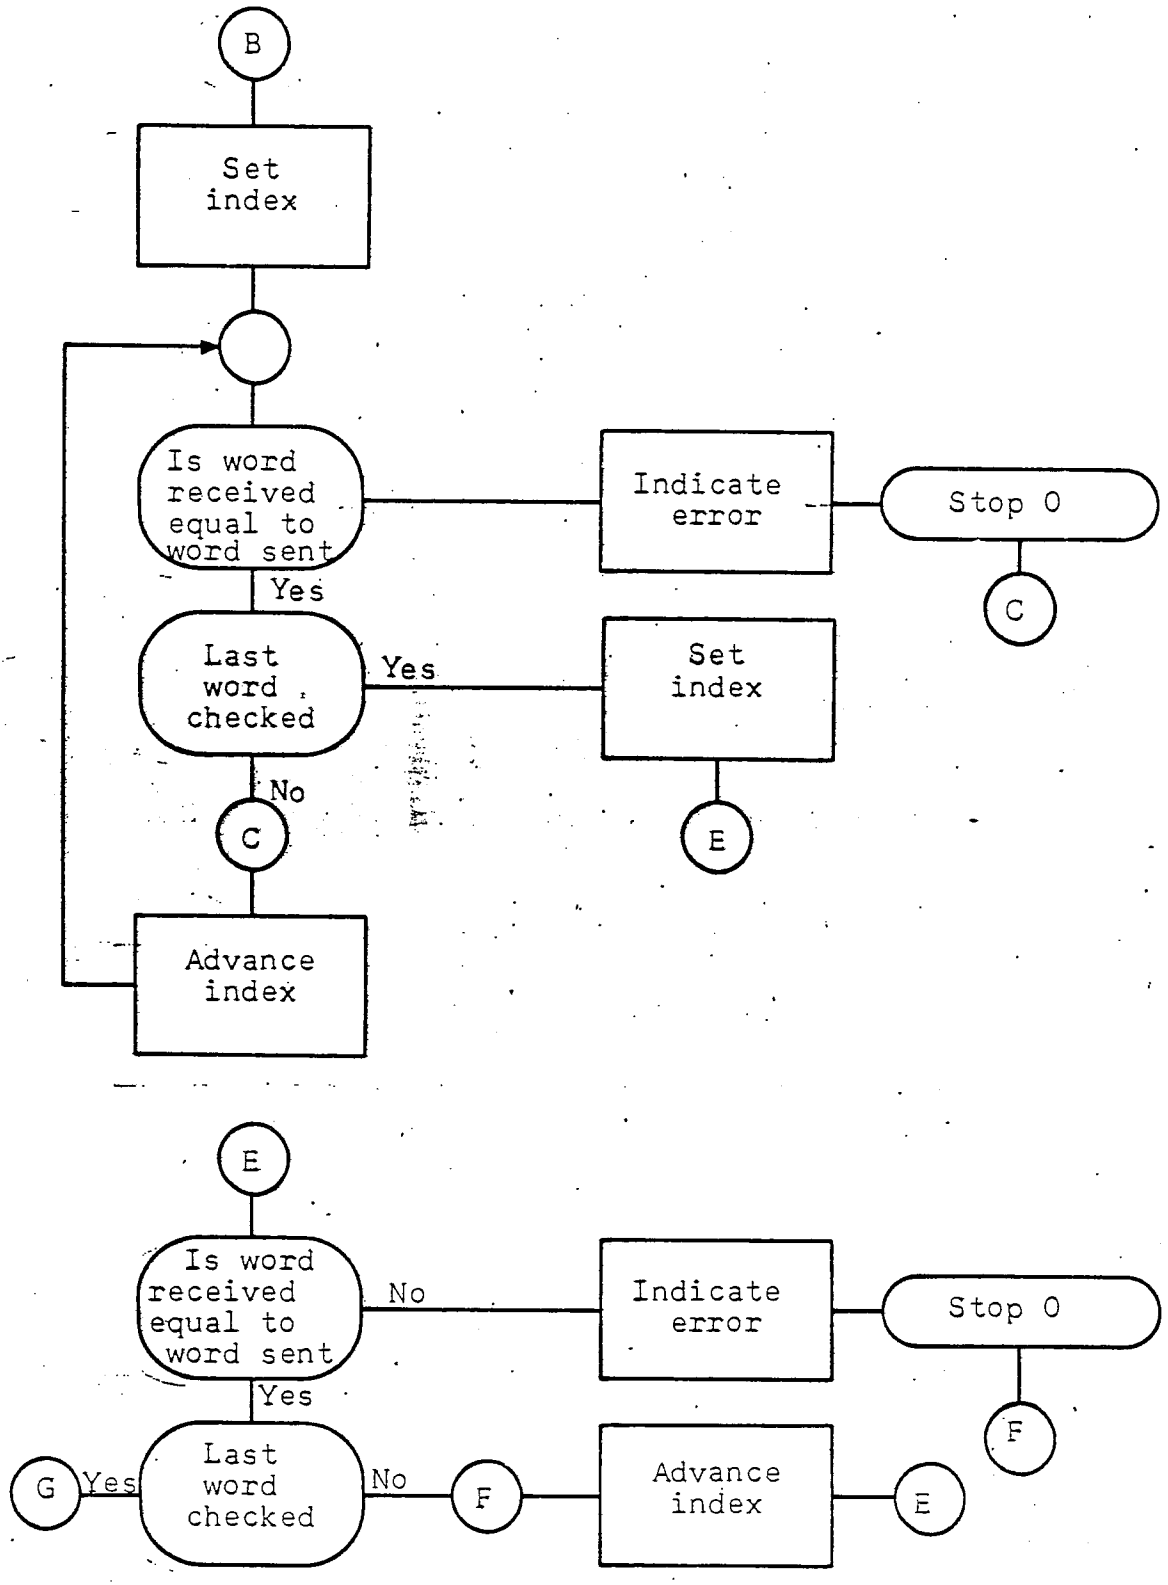 B
Set
index
Is word
received
equal to
word sent
Indicate
error
Stop 0
C
Yes
Last
word
checked
Yes
Set
index
No
C
E
Advance
index
E
Is word
received
equal to
word sent
No
Indicate
error
Stop 0
F
Yes
G
Yes
Last
word
checked
No
F
Advance
index
E